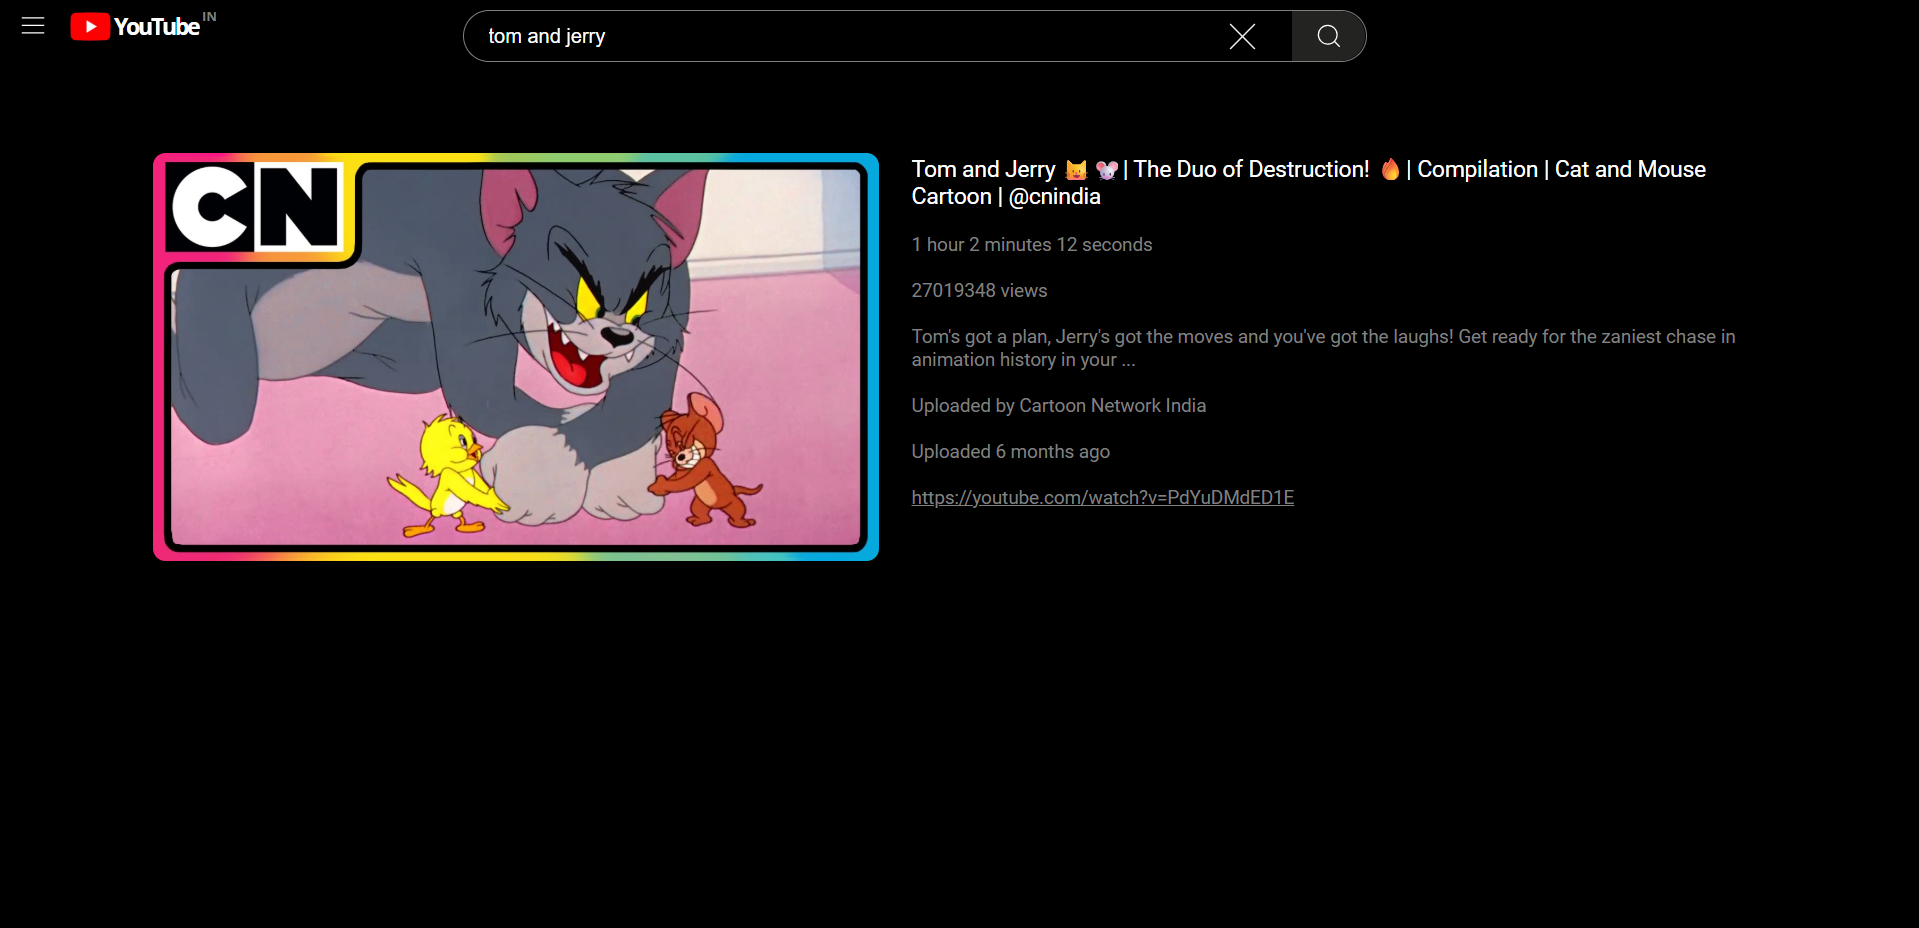 YouTube IN
tom and jerry
CN
Tom and Jerry 🐱 🐭 | The Duo of Destruction! 🔥 | Compilation | Cat and Mouse
Cartoon | @cnindia
1 hour 2 minutes 12 seconds
27019348 views
Tom's got a plan, Jerry's got the moves and you've got the laughs! Get ready for the zaniest chase in
animation history in your ...
Uploaded by Cartoon Network India
Uploaded 6 months ago
https://youtube.com/watch?v=PdYuDMdED1E